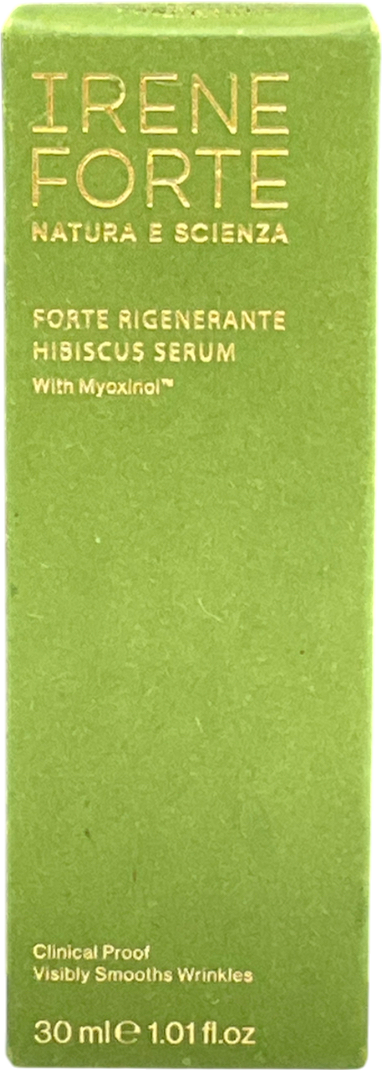 IRENE
FORTE
NATURA E SCIENZA
FORTE RIGENERANTE
HIBISCUS SERUM
With Myoxinol™
Clinical Proof
Visibly Smooths Wrinkles
30 ml℮ 1.01 fl.oz